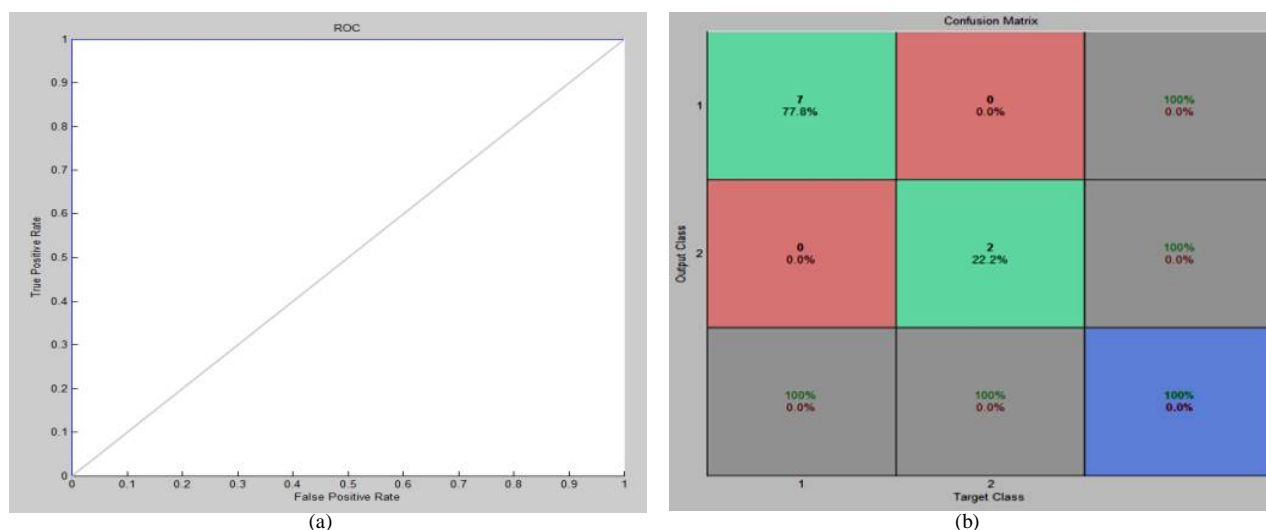 ROC
1
0.9
0.8
0.7
0.6
0.5
0.4
0.3
0.2
0.1
0
True Positive Rate
0 0.1 0.2 0.3 0.4 0.5 0.6 0.7 0.8 0.9 1
False Positive Rate
(a)
Confusion Matrix
Output Class
1
7 0 100%
77.8% 0.0% 0.0%
2
0 2 100%
0.0% 22.2% 0.0%
100% 100% 100%
0.0% 0.0% 0.0%
1 2
Target Class
(b)